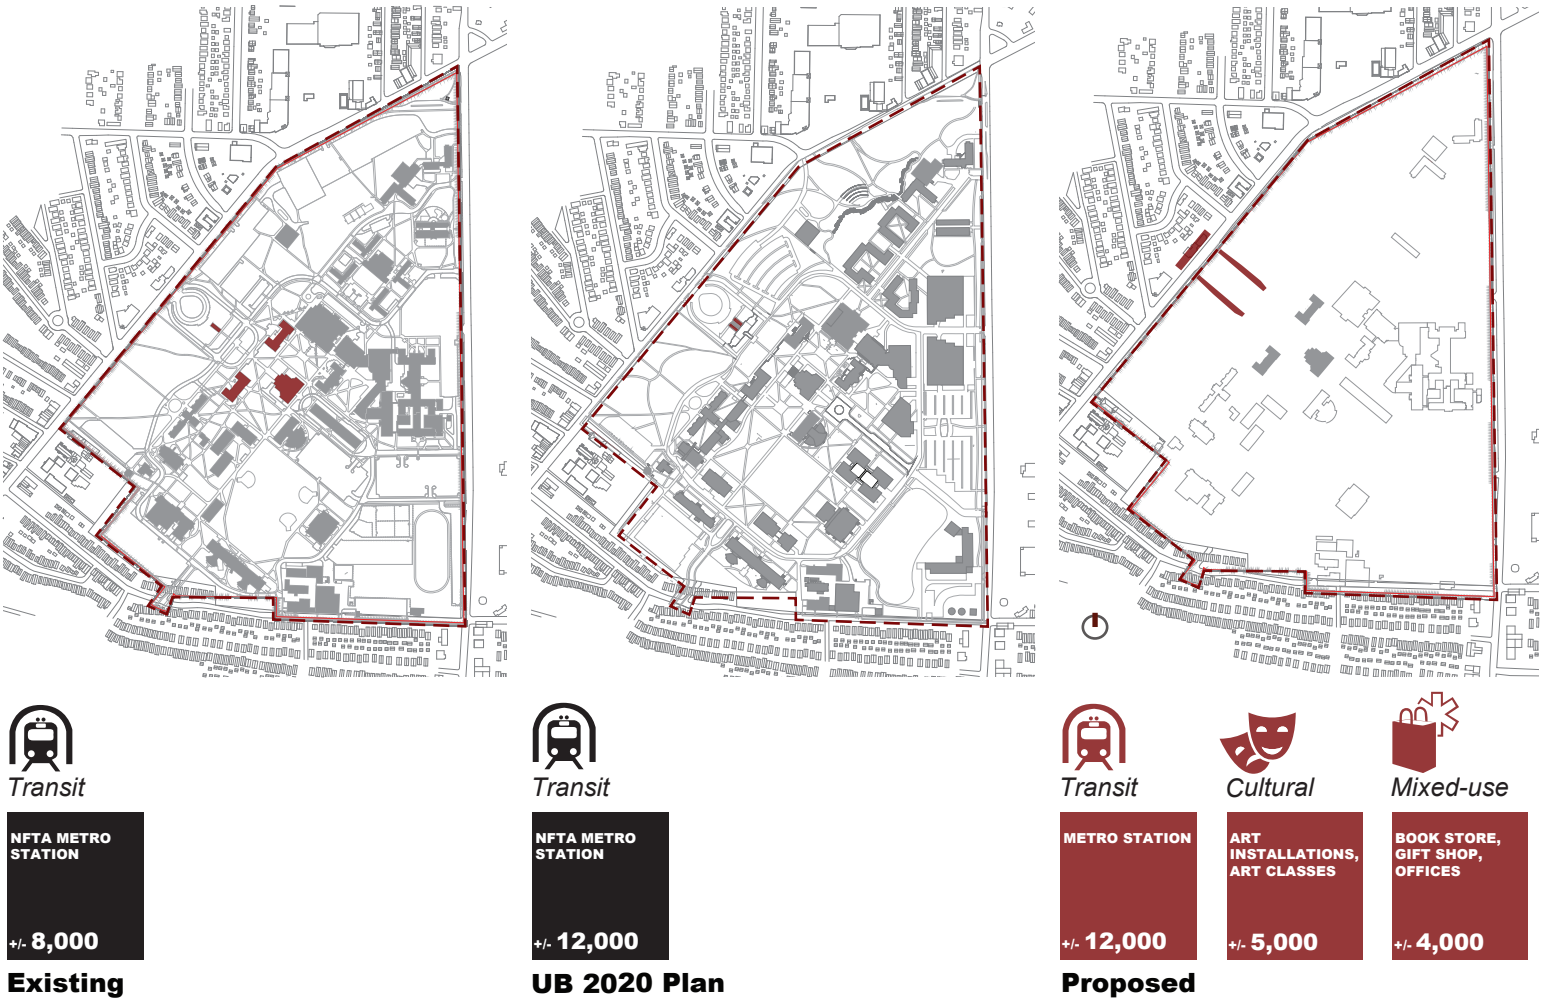 Transit
NFTA METRO
STATION
+/- 8,000
Existing
Transit
NFTA METRO
STATION
+/- 12,000
UB 2020 Plan
Transit
METRO STATION
+/- 12,000
Cultural
ART
INSTALLATIONS,
ART CLASSES
+/- 5,000
Mixed-use
BOOK STORE,
GIFT SHOP,
OFFICES
+/- 4,000
Proposed